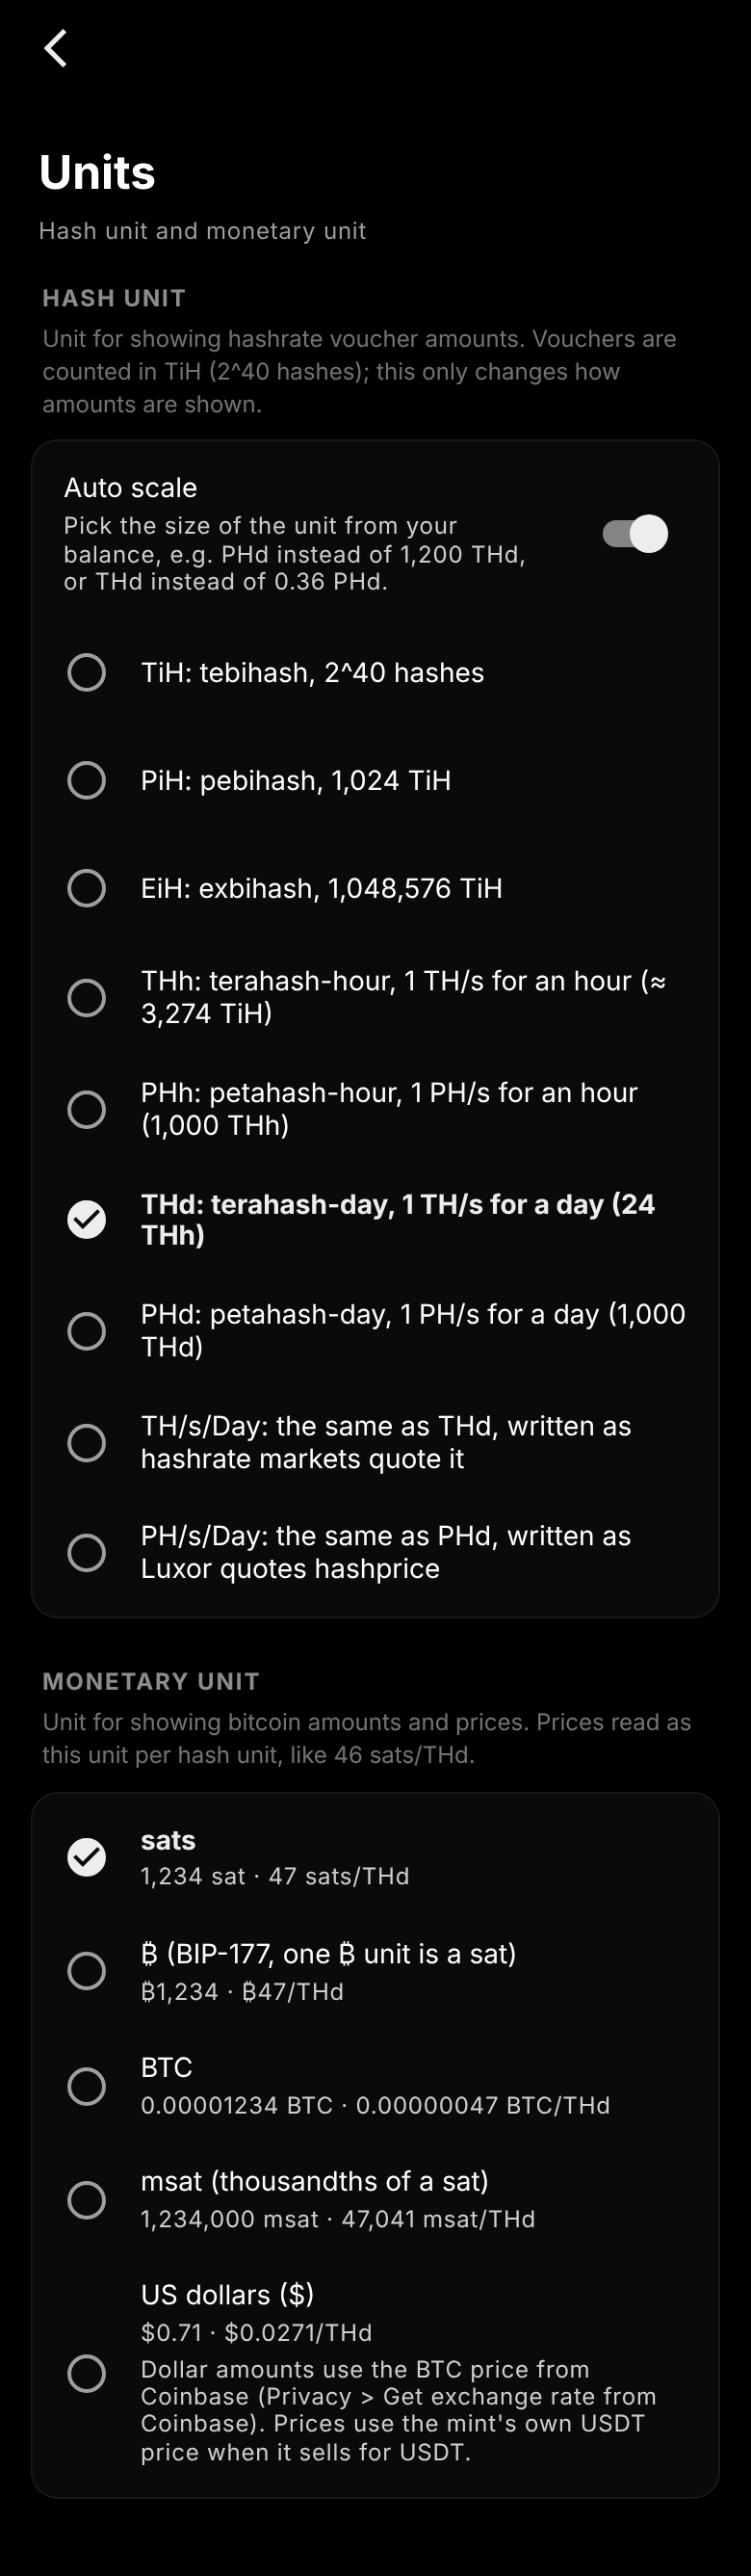 Units
Hash unit and monetary unit
HASH UNIT
Unit for showing hashrate voucher amounts. Vouchers are
counted in TiH (2^40 hashes); this only changes how
amounts are shown.
Auto scale
Pick the size of the unit from your
balance, e.g. PHd instead of 1,200 THd,
or THd instead of 0.36 PHd.
TiH: tebihash, 2^40 hashes
PiH: pebihash, 1,024 TiH
EiH: exbihash, 1,048,576 TiH
THh: terahash-hour, 1 TH/s for an hour (≈
3,274 TiH)
PHh: petahash-hour, 1 PH/s for an hour
(1,000 THh)
THd: terahash-day, 1 TH/s for a day (24
THh)
PHd: petahash-day, 1 PH/s for a day (1,000
THd)
TH/s/Day: the same as THd, written as
hashrate markets quote it
PH/s/Day: the same as PHd, written as
Luxor quotes hashprice
MONETARY UNIT
Unit for showing bitcoin amounts and prices. Prices read as
this unit per hash unit, like 46 sats/THd.
sats
1,234 sat · 47 sats/THd
₿ (BIP-177, one ₿ unit is a sat)
₿1,234 · ₿47/THd
BTC
0.00001234 BTC · 0.00000047 BTC/THd
msat (thousandths of a sat)
1,234,000 msat · 47,041 msat/THd
US dollars ($)
$0.71 · $0.0271/THd
Dollar amounts use the BTC price from
Coinbase (Privacy > Get exchange rate from
Coinbase). Prices use the mint's own USDT
price when it sells for USDT.